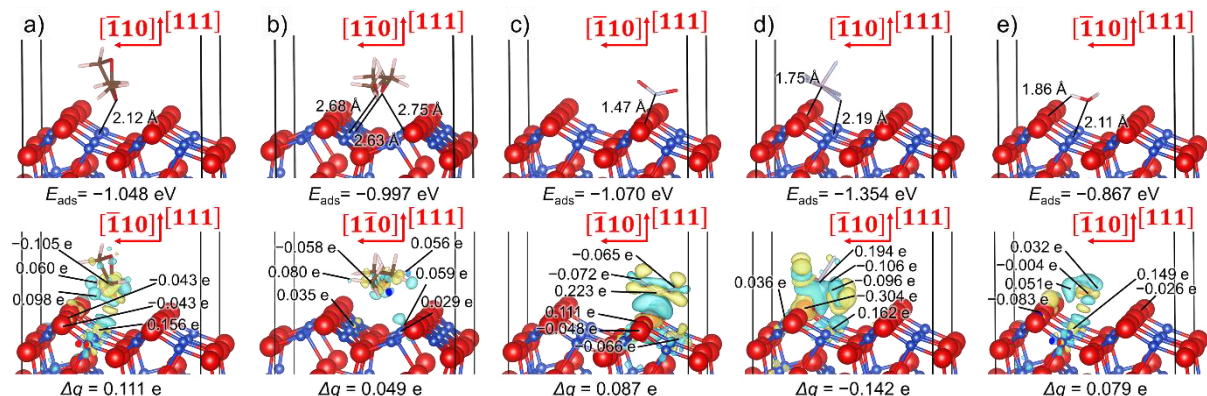 a)
[1̄10] [111]
2.12 Å
E_ads= −1.048 eV
b)
[11̄0] [111]
2.68 Å
2.75 Å
2.63 Å
E_ads= −0.997 eV
c)
[11̄0] [111]
1.47 Å
E_ads= −1.070 eV
d)
[1̄10] [111]
1.75 Å
2.19 Å
E_ads= −1.354 eV
e)
[1̄10] [111]
1.86 Å
2.11 Å
E_ads= −0.867 eV
[1̄10] [111]
−0.105 e
0.060 e
0.098 e
−0.043 e
−0.043 e
0.156 e
Δq = 0.111 e
[11̄0] [111]
−0.058 e
0.080 e
0.035 e
0.056 e
0.059 e
0.029 e
Δq = 0.049 e
[11̄0] [111]
−0.065 e
−0.072 e
0.223 e
0.111 e
−0.048 e
−0.066 e
Δq = 0.087 e
[1̄10] [111]
0.036 e
0.194 e
−0.106 e
−0.096 e
−0.304 e
0.162 e
Δq = −0.142 e
[1̄10] [111]
0.032 e
−0.004 e
0.051 e
−0.083 e
0.149 e
−0.026 e
Δq = 0.079 e